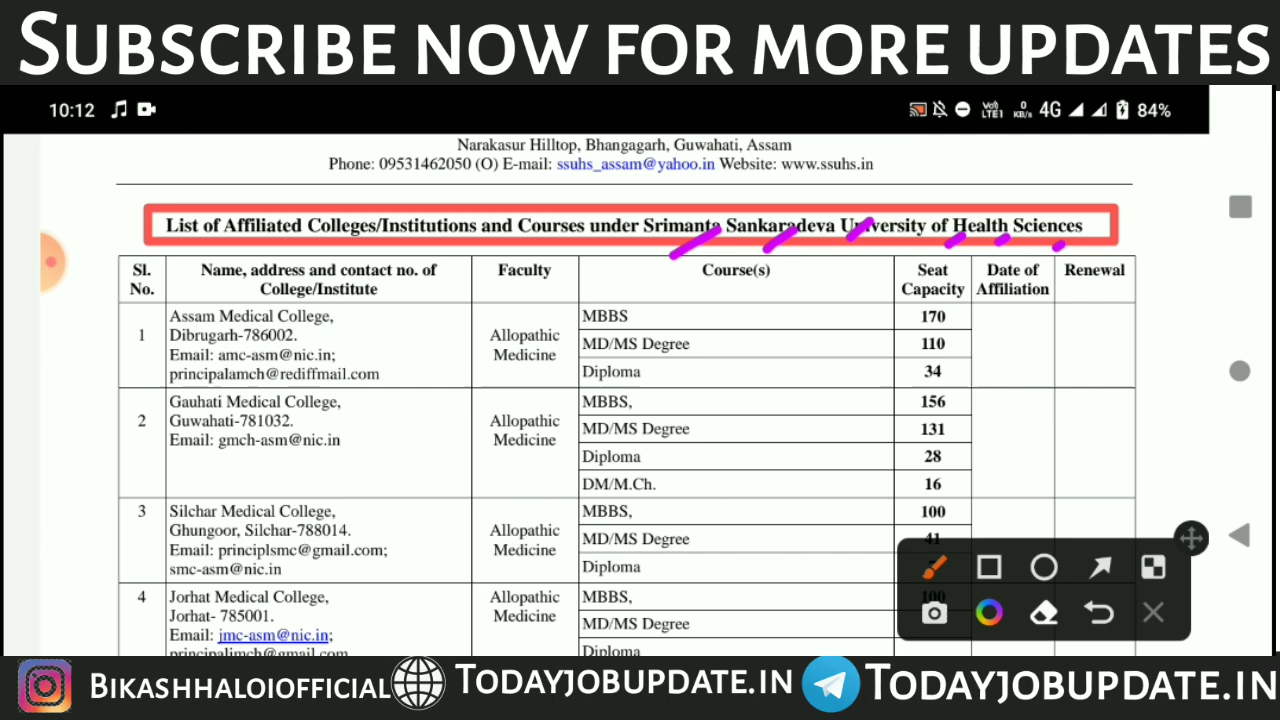 SUBSCRIBE NOW FOR MORE UPDATES
10:12 VoD LTE1 0 KB/s 4G 84%
Narakasur Hilltop, Bhangagarh, Guwahati, Assam
Phone: 09531462050 (O) E-mail: ssuhs_assam@yahoo.in Website: www.ssuhs.in
List of Affiliated Colleges/Institutions and Courses under Srimanta Sankaradeva University of Health Sciences
Sl. No. Name, address and contact no. of College/Institute Faculty Course(s) Seat Capacity Date of Affiliation Renewal
1 Assam Medical College, Allopathic Medicine MBBS 170
Dibrugarh-786002. MD/MS Degree 110
Email: amc-asm@nic.in; Diploma 34
principalamch@rediffmail.com
2 Gauhati Medical College, Allopathic Medicine MBBS, 156
Guwahati-781032. MD/MS Degree 131
Email: gmch-asm@nic.in Diploma 28
DM/M.Ch. 16
3 Silchar Medical College, Allopathic Medicine MBBS, 100
Ghungoor, Silchar-788014. MD/MS Degree 41
Email: principlsmc@gmail.com; Diploma
smc-asm@nic.in
4 Jorhat Medical College, Allopathic Medicine MBBS, 100
Jorhat- 785001. MD/MS Degree
Email: jmc-asm@nic.in; Diploma
BIKASHHALOIOFFICIAL TODAYJOBUPDATE.IN TODAYJOBUPDATE.IN